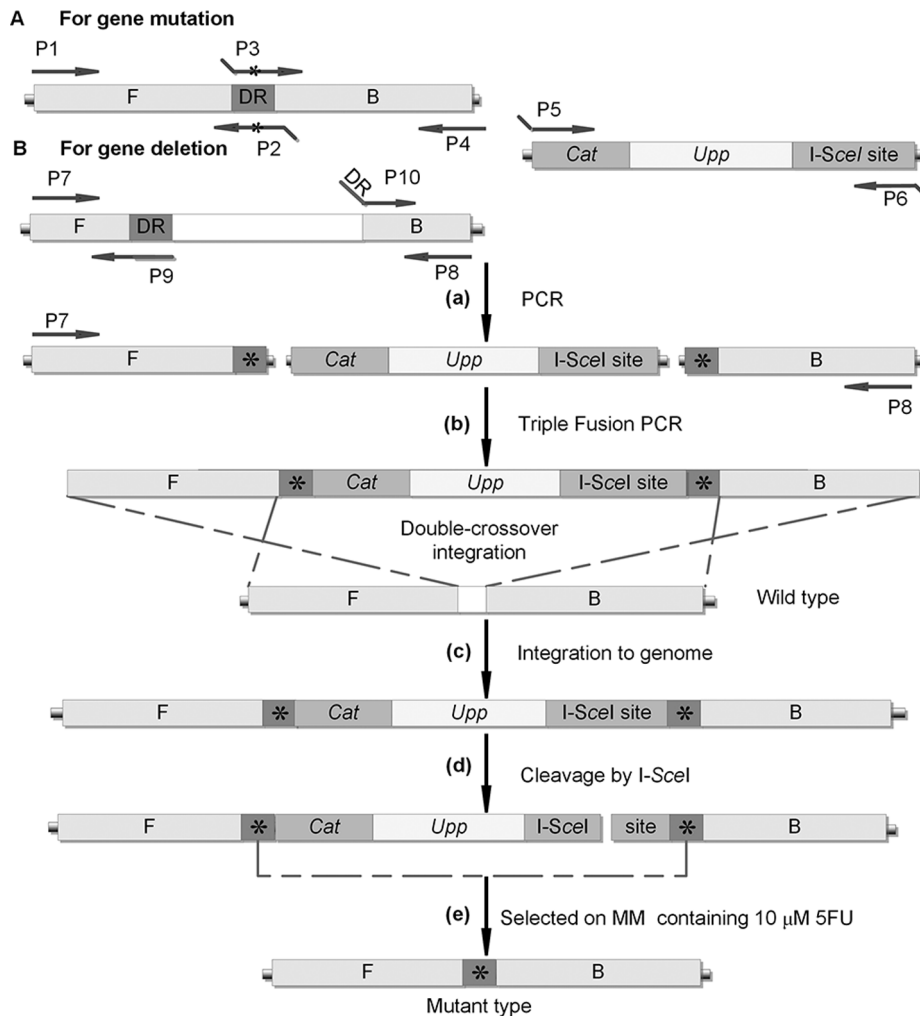 A For gene mutation
P1 P3
F DR B
P2 P4
P5
Cat Upp I-SceI site
P6
B For gene deletion
P7 DR P10
F DR B
P9 P8
(a) PCR
P7
F * Cat Upp I-SceI site * B
P8
(b) Triple Fusion PCR
F * Cat Upp I-SceI site * B
Double-crossover
integration
F B Wild type
(c) Integration to genome
F * Cat Upp I-SceI site * B
(d) Cleavage by I-SceI
F * Cat Upp I-SceI site * B
(e) Selected on MM containing 10 μM 5FU
F * B
Mutant type